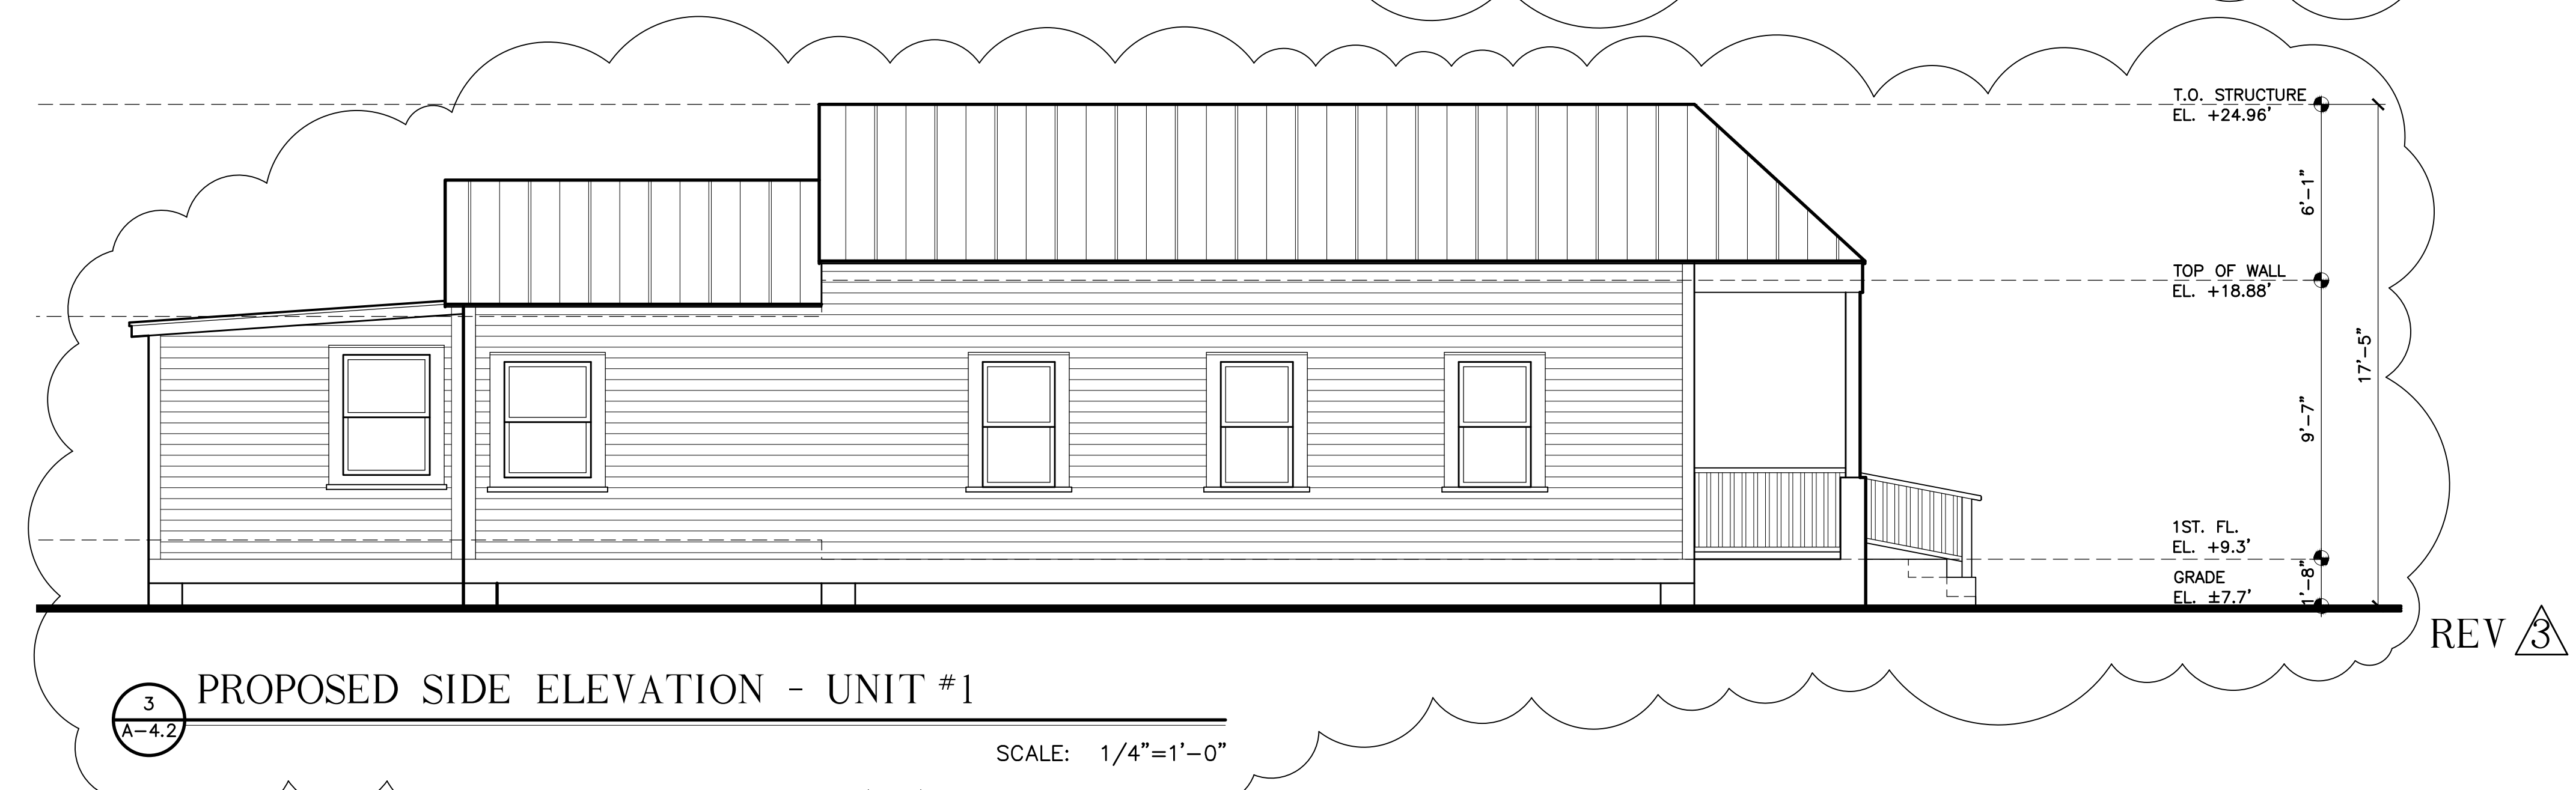 T.O. STRUCTURE
EL. +24.96'
6'-1"
TOP OF WALL
EL. +18.88'
17'-5"
9'-7"
1ST. FL.
EL. +9.3'
1'-8"
GRADE
EL. ±7.7'
REV 3
3
A-4.2
PROPOSED SIDE ELEVATION - UNIT #1
SCALE: 1/4"=1'-0"